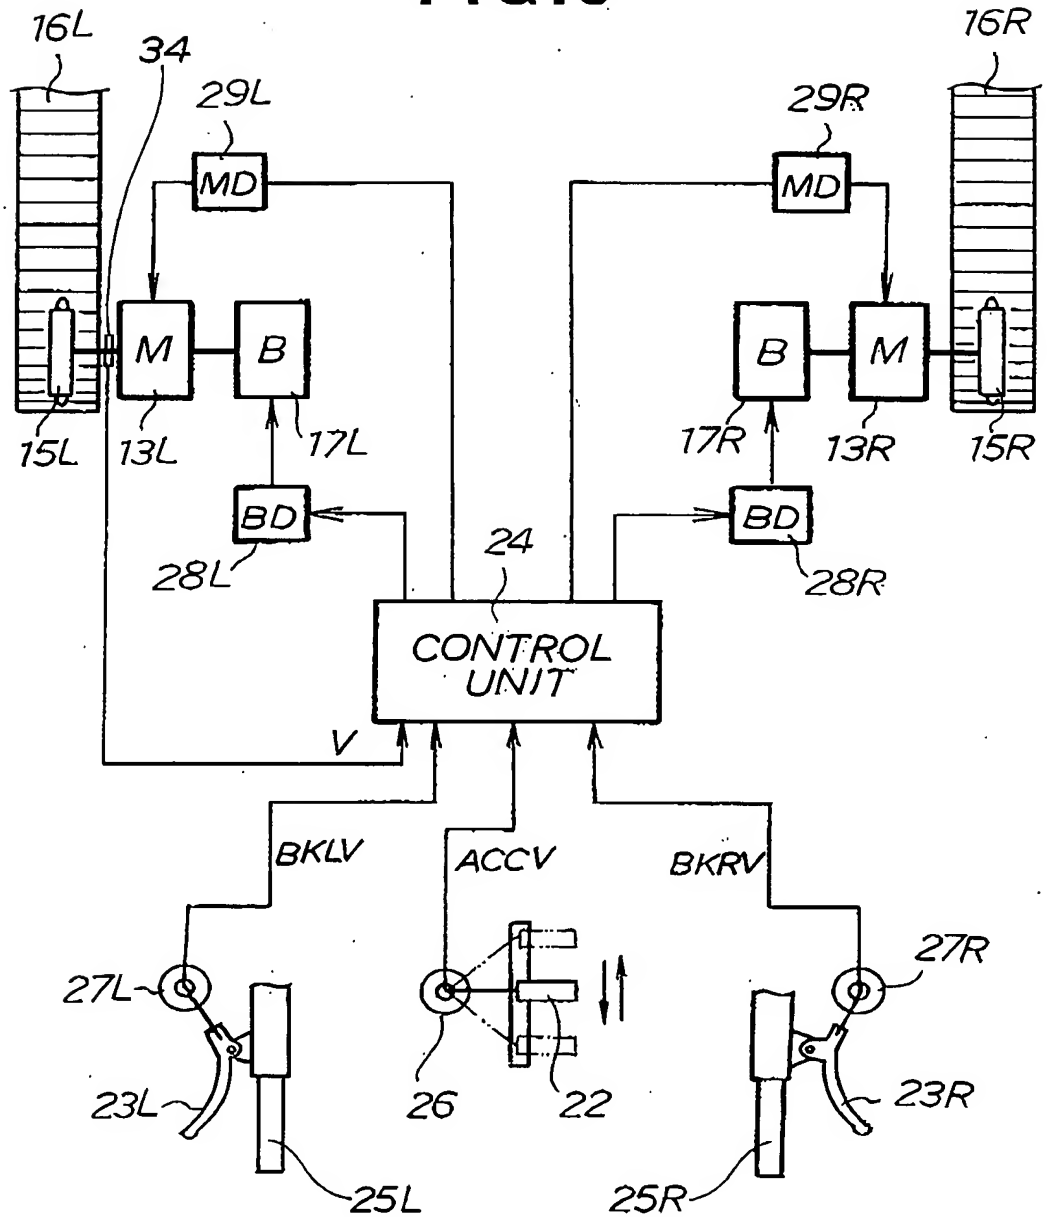 16L
34
16R
29L
29R
MD
MD
M
B
B
M
15L
13L
17L
17R
13R
15R
BD
24
BD
28L
28R
CONTROL
UNIT
V
BKLV
ACCV
BKRV
27L
27R
23L
26
22
23R
25L
25R